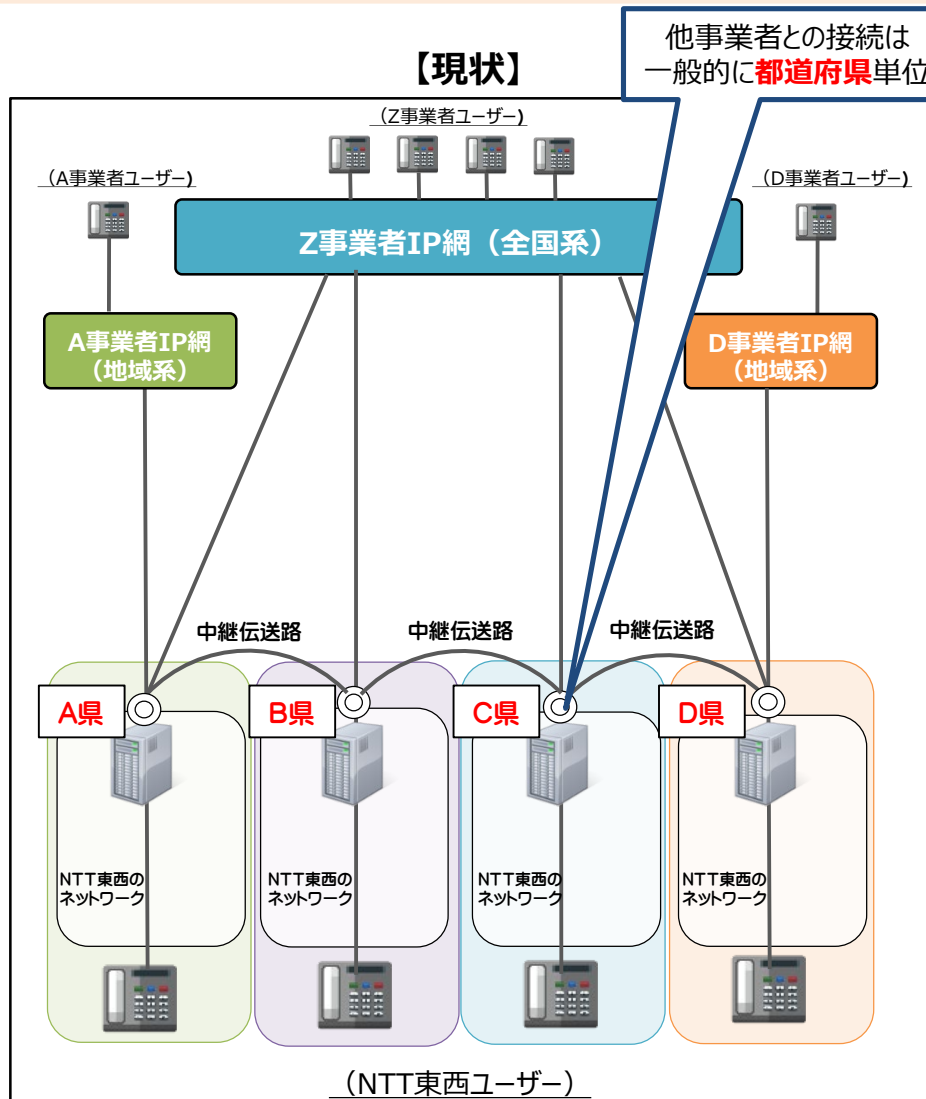 他事業者との接続は
一般的に都道府県単位
【現状】
（Z事業者ユーザー）
（A事業者ユーザー）
（D事業者ユーザー）
Z事業者IP網（全国系）
A事業者IP網
（地域系）
D事業者IP網
（地域系）
中継伝送路
中継伝送路
中継伝送路
A県
B県
C県
D県
NTT東西の
ネットワーク
NTT東西の
ネットワーク
NTT東西の
ネットワーク
NTT東西の
ネットワーク
（NTT東西ユーザー）